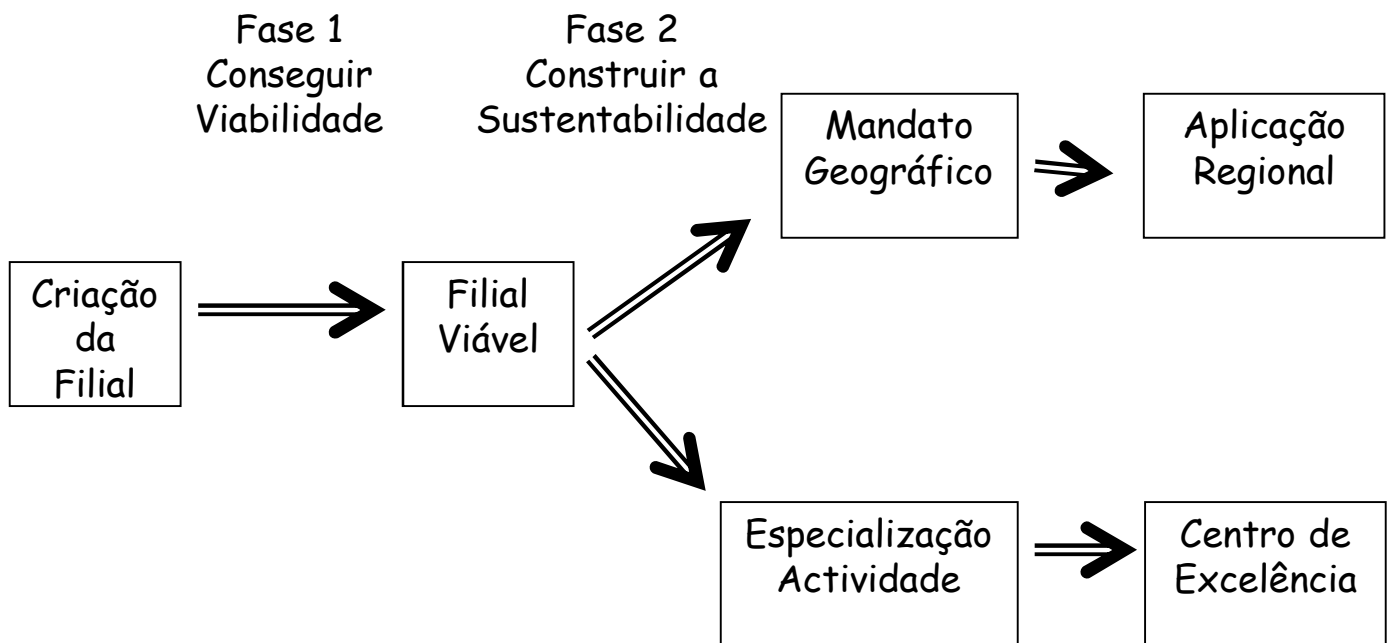 Fase 1
Conseguir
Viabilidade
Fase 2
Construir a
Sustentabilidade
Mandato
Geográfico
Aplicação
Regional
Criação
da
Filial
Filial
Viável
Especialização
Actividade
Centro de
Excelência